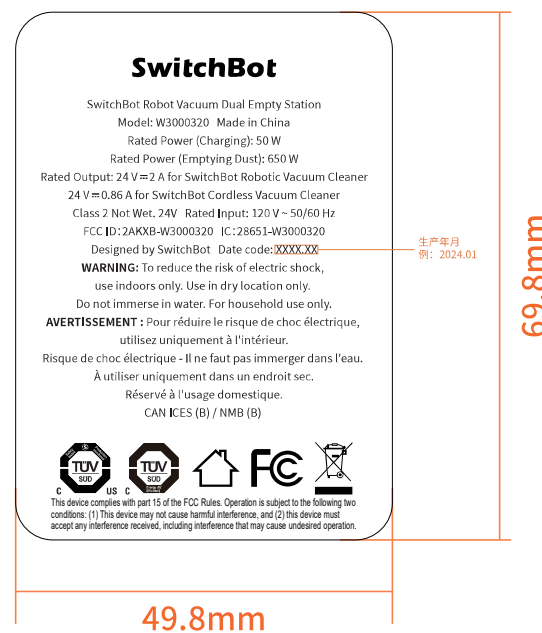 SwitchBot
SwitchBot Robot Vacuum Dual Empty Station
Model: W3000320 Made in China
Rated Power (Charging): 50 W
Rated Power (Emptying Dust): 650 W
Rated Output: 24 V⎓2 A for SwitchBot Robotic Vacuum Cleaner
24 V⎓0.86 A for SwitchBot Cordless Vacuum Cleaner
Class 2 Not Wet. 24V Rated Input: 120 V ~ 50/60 Hz
FCC ID:2AKXB-W3000320 IC:28651-W3000320
Designed by SwitchBot Date code: XXXX.XX
生产年月
例：2024.01
WARNING: To reduce the risk of electric shock,
use indoors only. Use in dry location only.
Do not immerse in water. For household use only.
AVERTISSEMENT : Pour réduire le risque de choc électrique,
utilisez uniquement à l'intérieur.
Risque de choc électrique - Il ne faut pas immerger dans l'eau.
À utiliser uniquement dans un endroit sec.
Réservé à l'usage domestique.
CAN ICES (B) / NMB (B)
TÜV SÜD C US
TÜV SÜD C
FC
This device complies with part 15 of the FCC Rules. Operation is subject to the following two
conditions: (1) This device may not cause harmful interference, and (2) this device must
accept any interference received, including interference that may cause undesired operation.
49.8mm
69.8mm